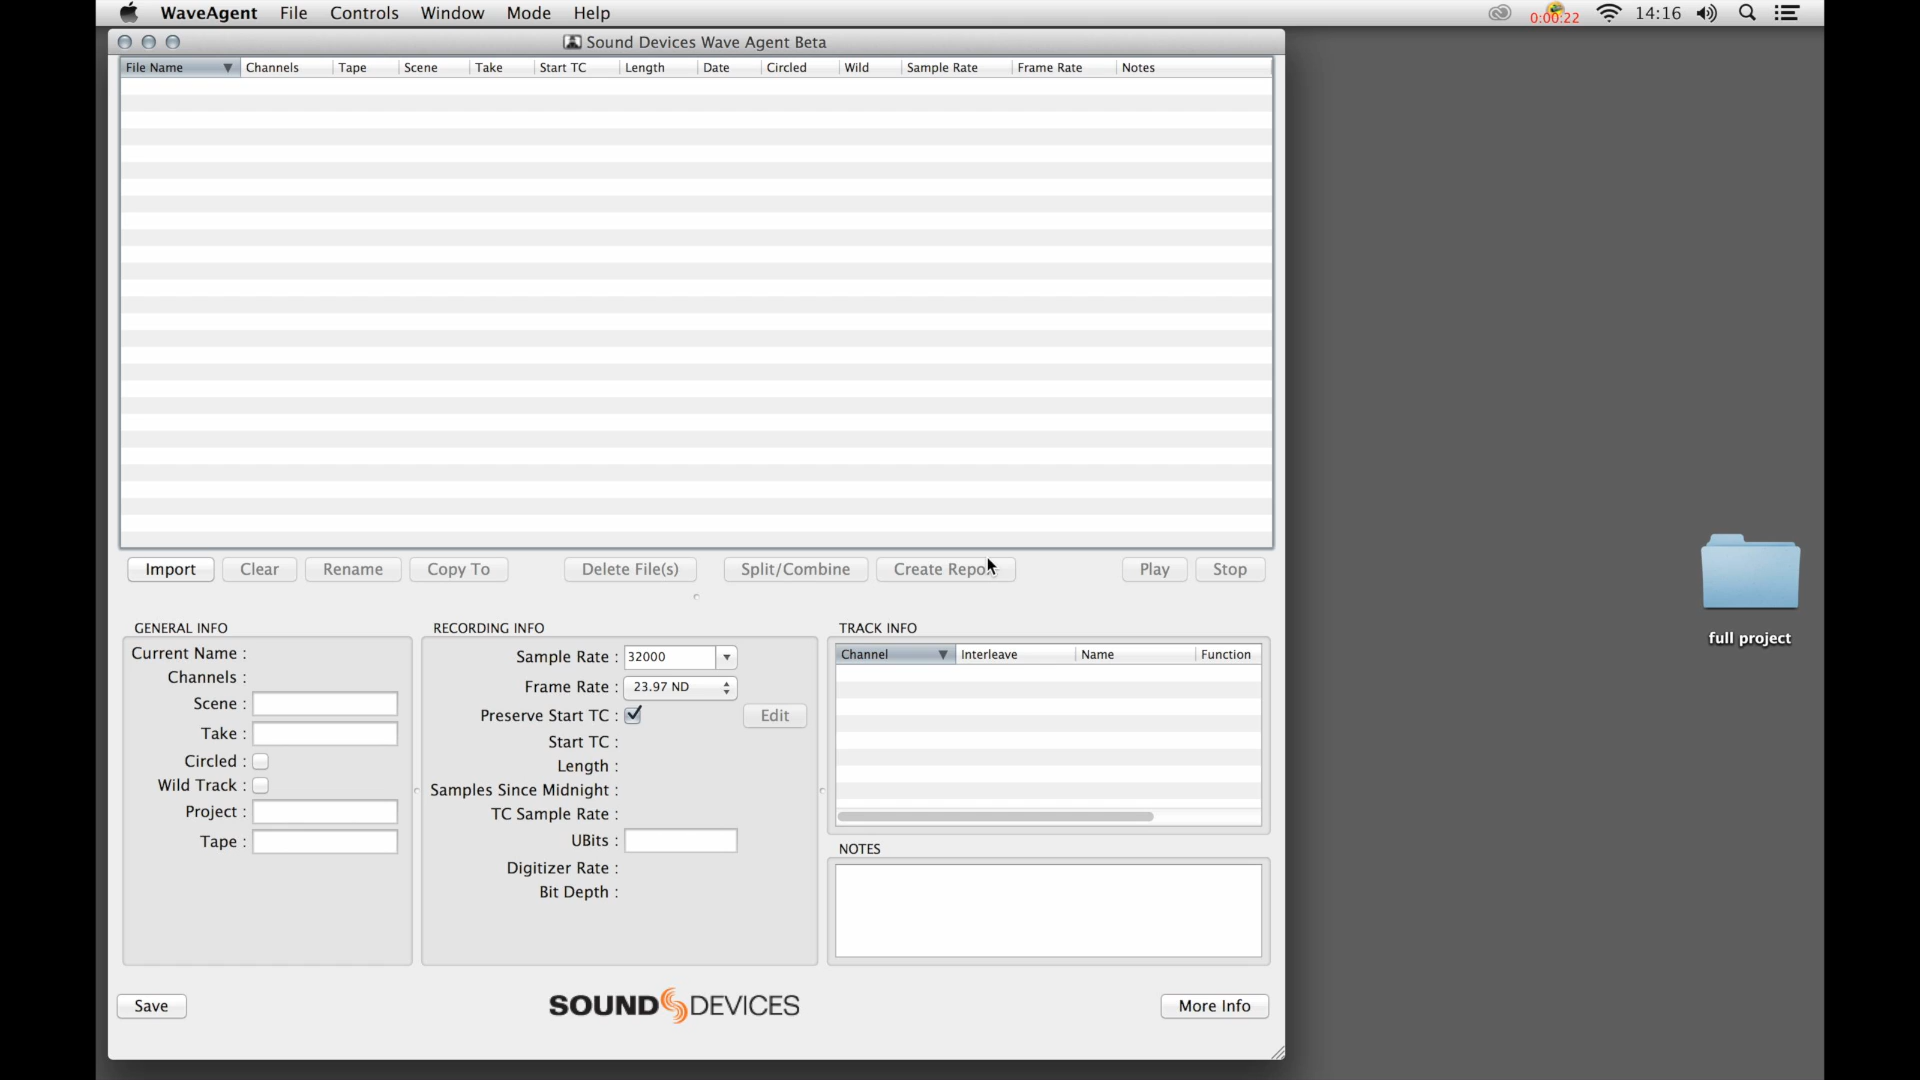 WaveAgent File Controls Window Mode Help 0:00:22 14:16
Sound Devices Wave Agent Beta
File Name Channels Tape Scene Take Start TC Length Date Circled Wild Sample Rate Frame Rate Notes
Import Clear Rename Copy To Delete File(s) Split/Combine Create Repo Play Stop
full project
GENERAL INFO
Current Name :
Channels :
Scene :
Take :
Circled :
Wild Track :
Project :
Tape :
RECORDING INFO
Sample Rate : 32000
Frame Rate : 23.97 ND
Preserve Start TC : Edit
Start TC :
Length :
Samples Since Midnight :
TC Sample Rate :
UBits :
Digitizer Rate :
Bit Depth :
TRACK INFO
Channel Interleave Name Function
NOTES
Save SOUND DEVICES More Info